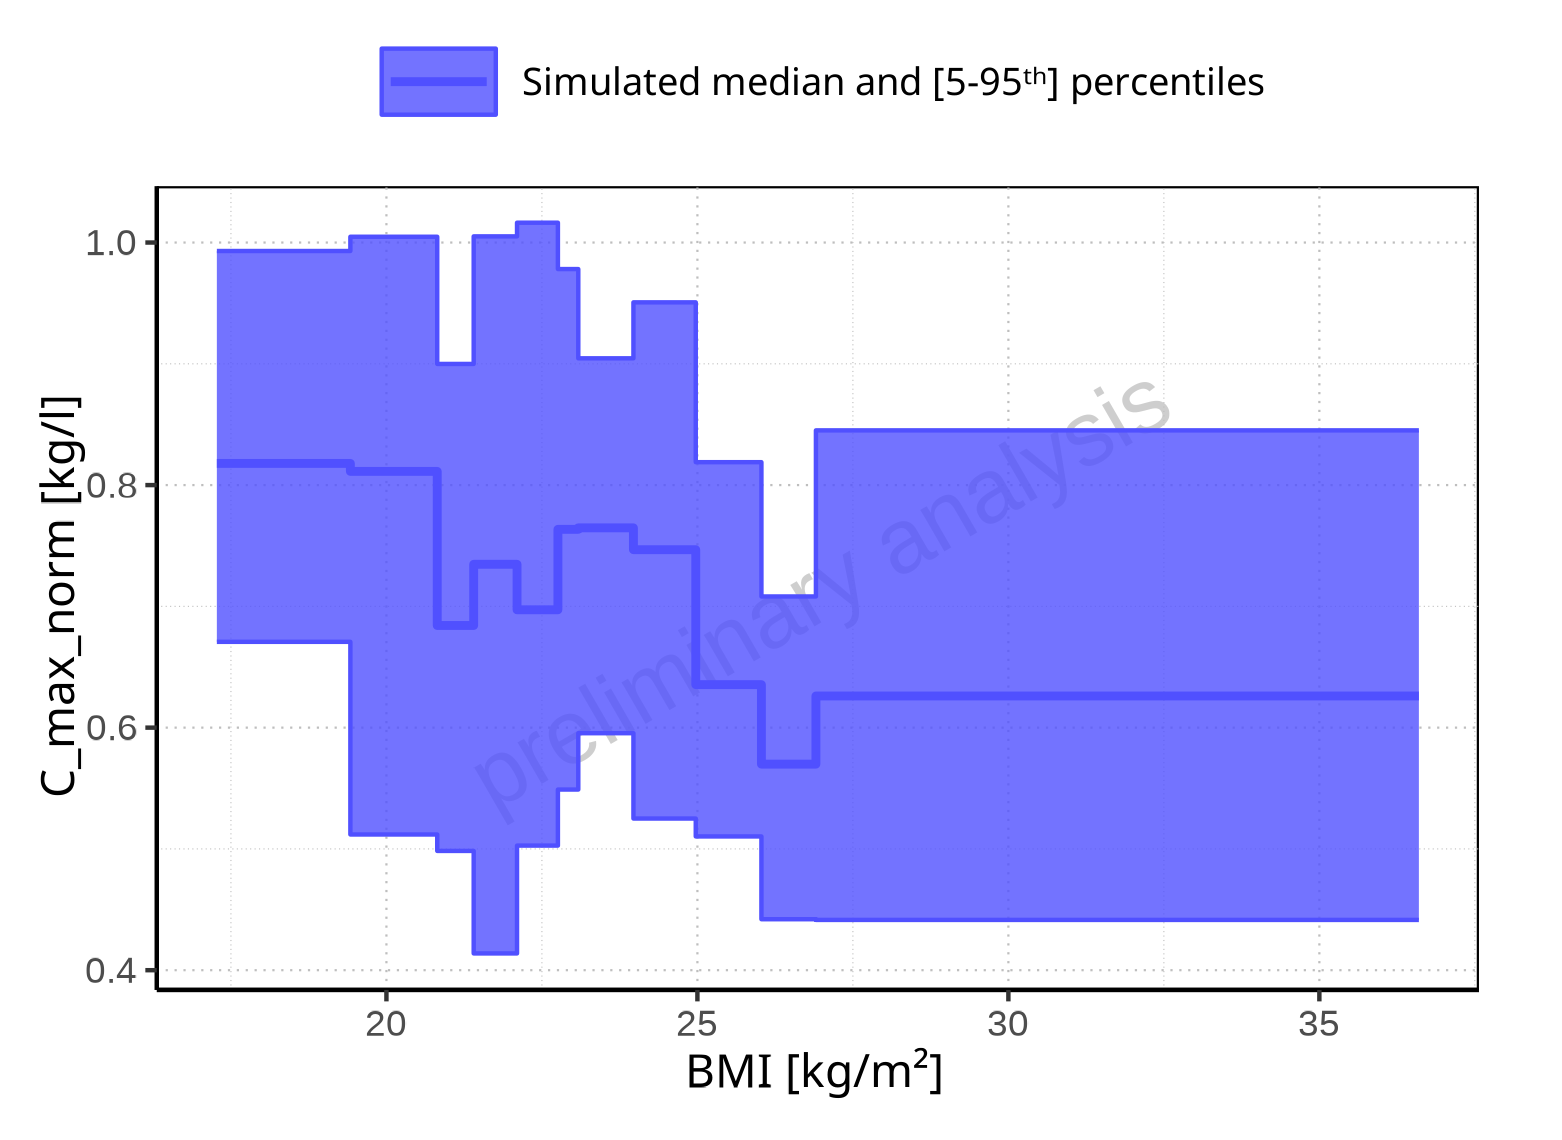 Simulated median and [5-95ᵗʰ] percentiles
C_max_norm [kg/l]
1.0
0.8
0.6
0.4
preliminary analysis
20 25 30 35
BMI [kg/m²]